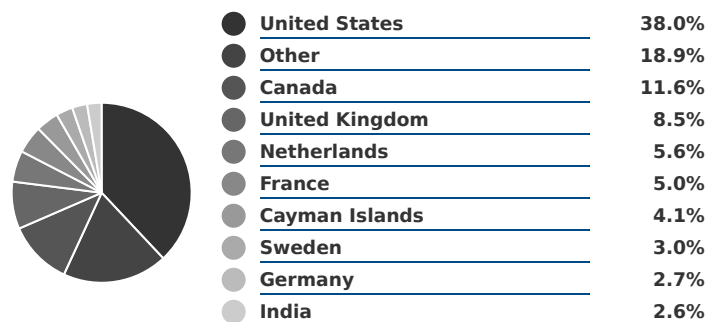 United States 38.0%
Other 18.9%
Canada 11.6%
United Kingdom 8.5%
Netherlands 5.6%
France 5.0%
Cayman Islands 4.1%
Sweden 3.0%
Germany 2.7%
India 2.6%